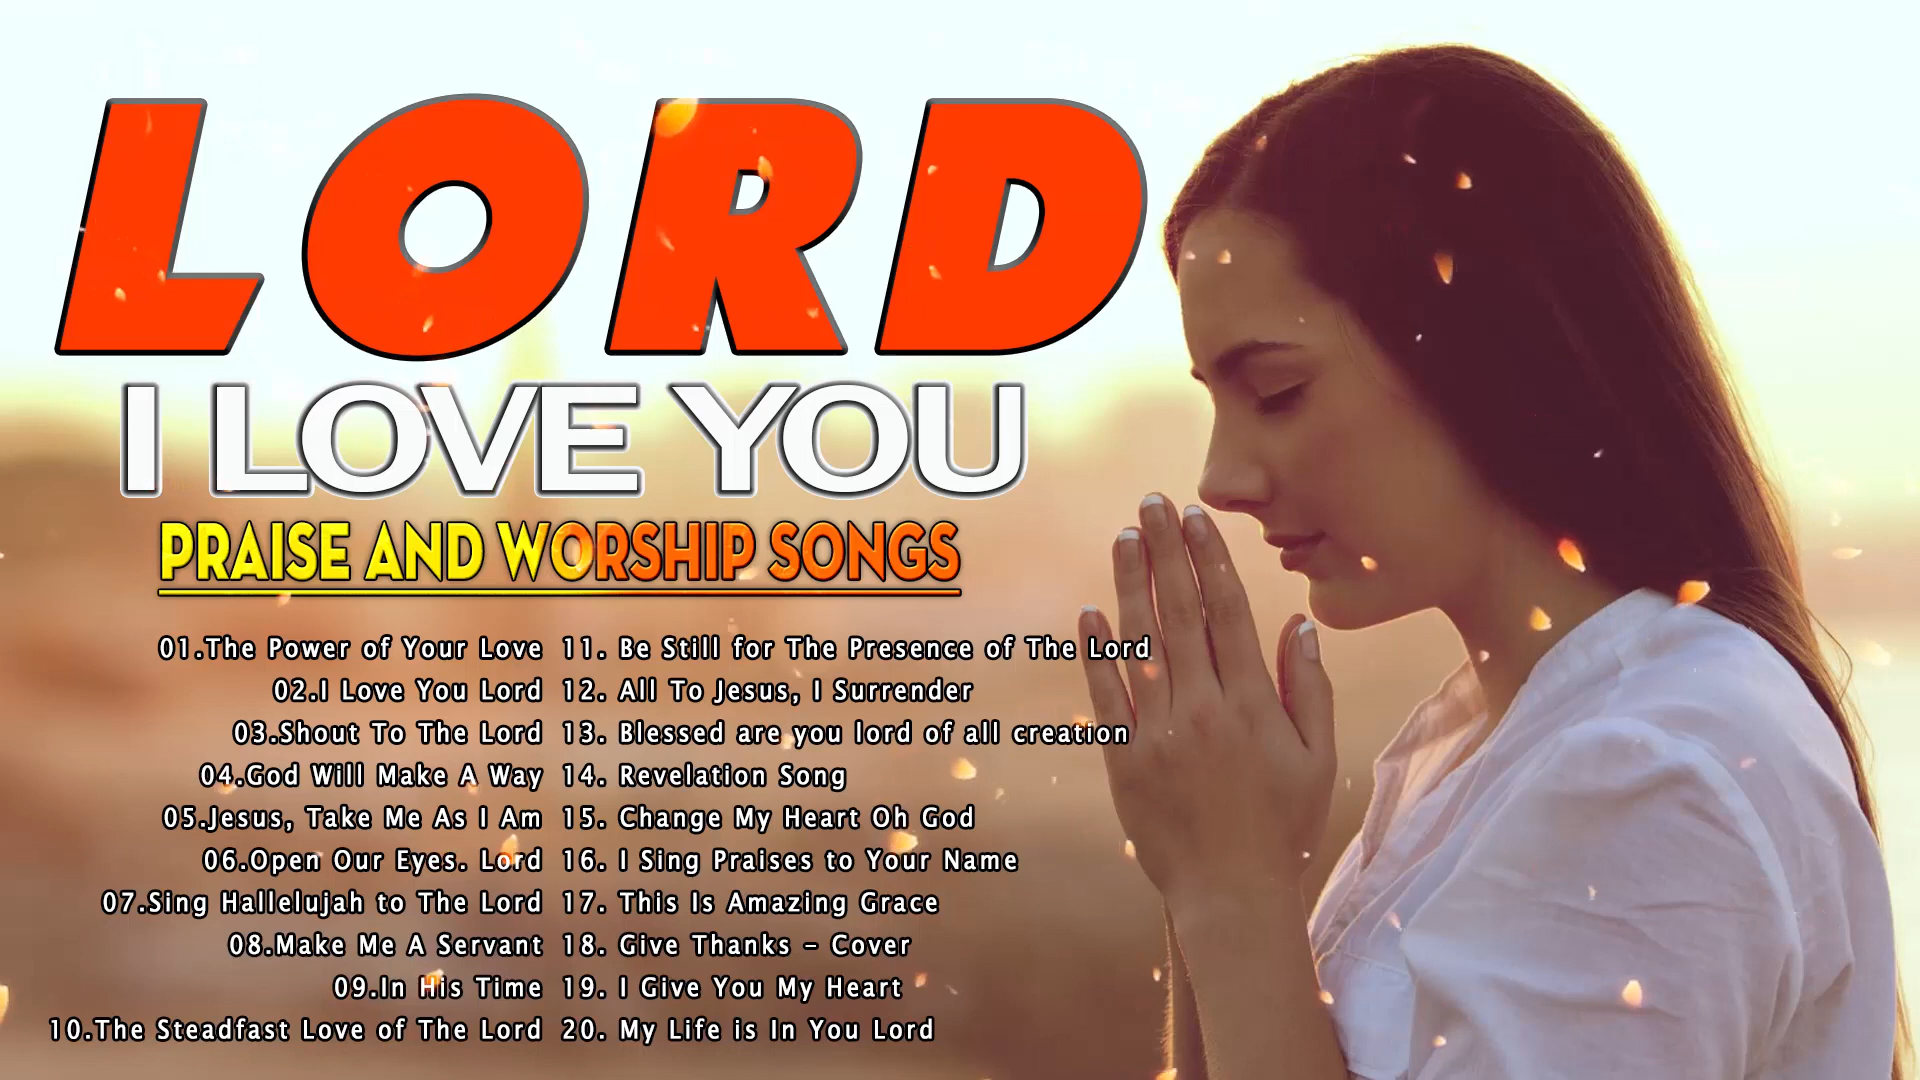 LORD
I LOVE YOU
PRAISE AND WORSHIP SONGS
01.The Power of Your Love
02.I Love You Lord
03.Shout To The Lord
04.God Will Make A Way
05.Jesus, Take Me As I Am
06.Open Our Eyes. Lord
07.Sing Hallelujah to The Lord
08.Make Me A Servant
09.In His Time
10.The Steadfast Love of The Lord
11. Be Still for The Presence of The Lord
12. All To Jesus, I Surrender
13. Blessed are you lord of all creation
14. Revelation Song
15. Change My Heart Oh God
16. I Sing Praises to Your Name
17. This Is Amazing Grace
18. Give Thanks - Cover
19. I Give You My Heart
20. My Life is In You Lord